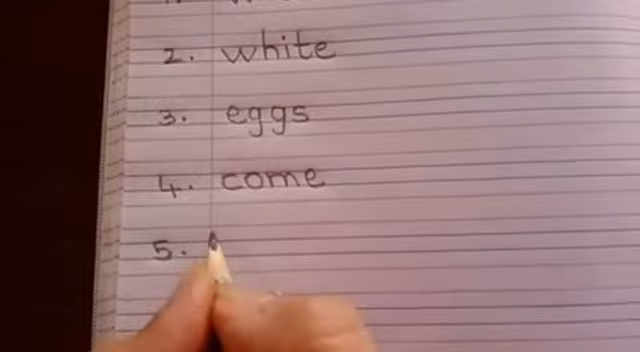 2. white
3. eggs
4. come
5.